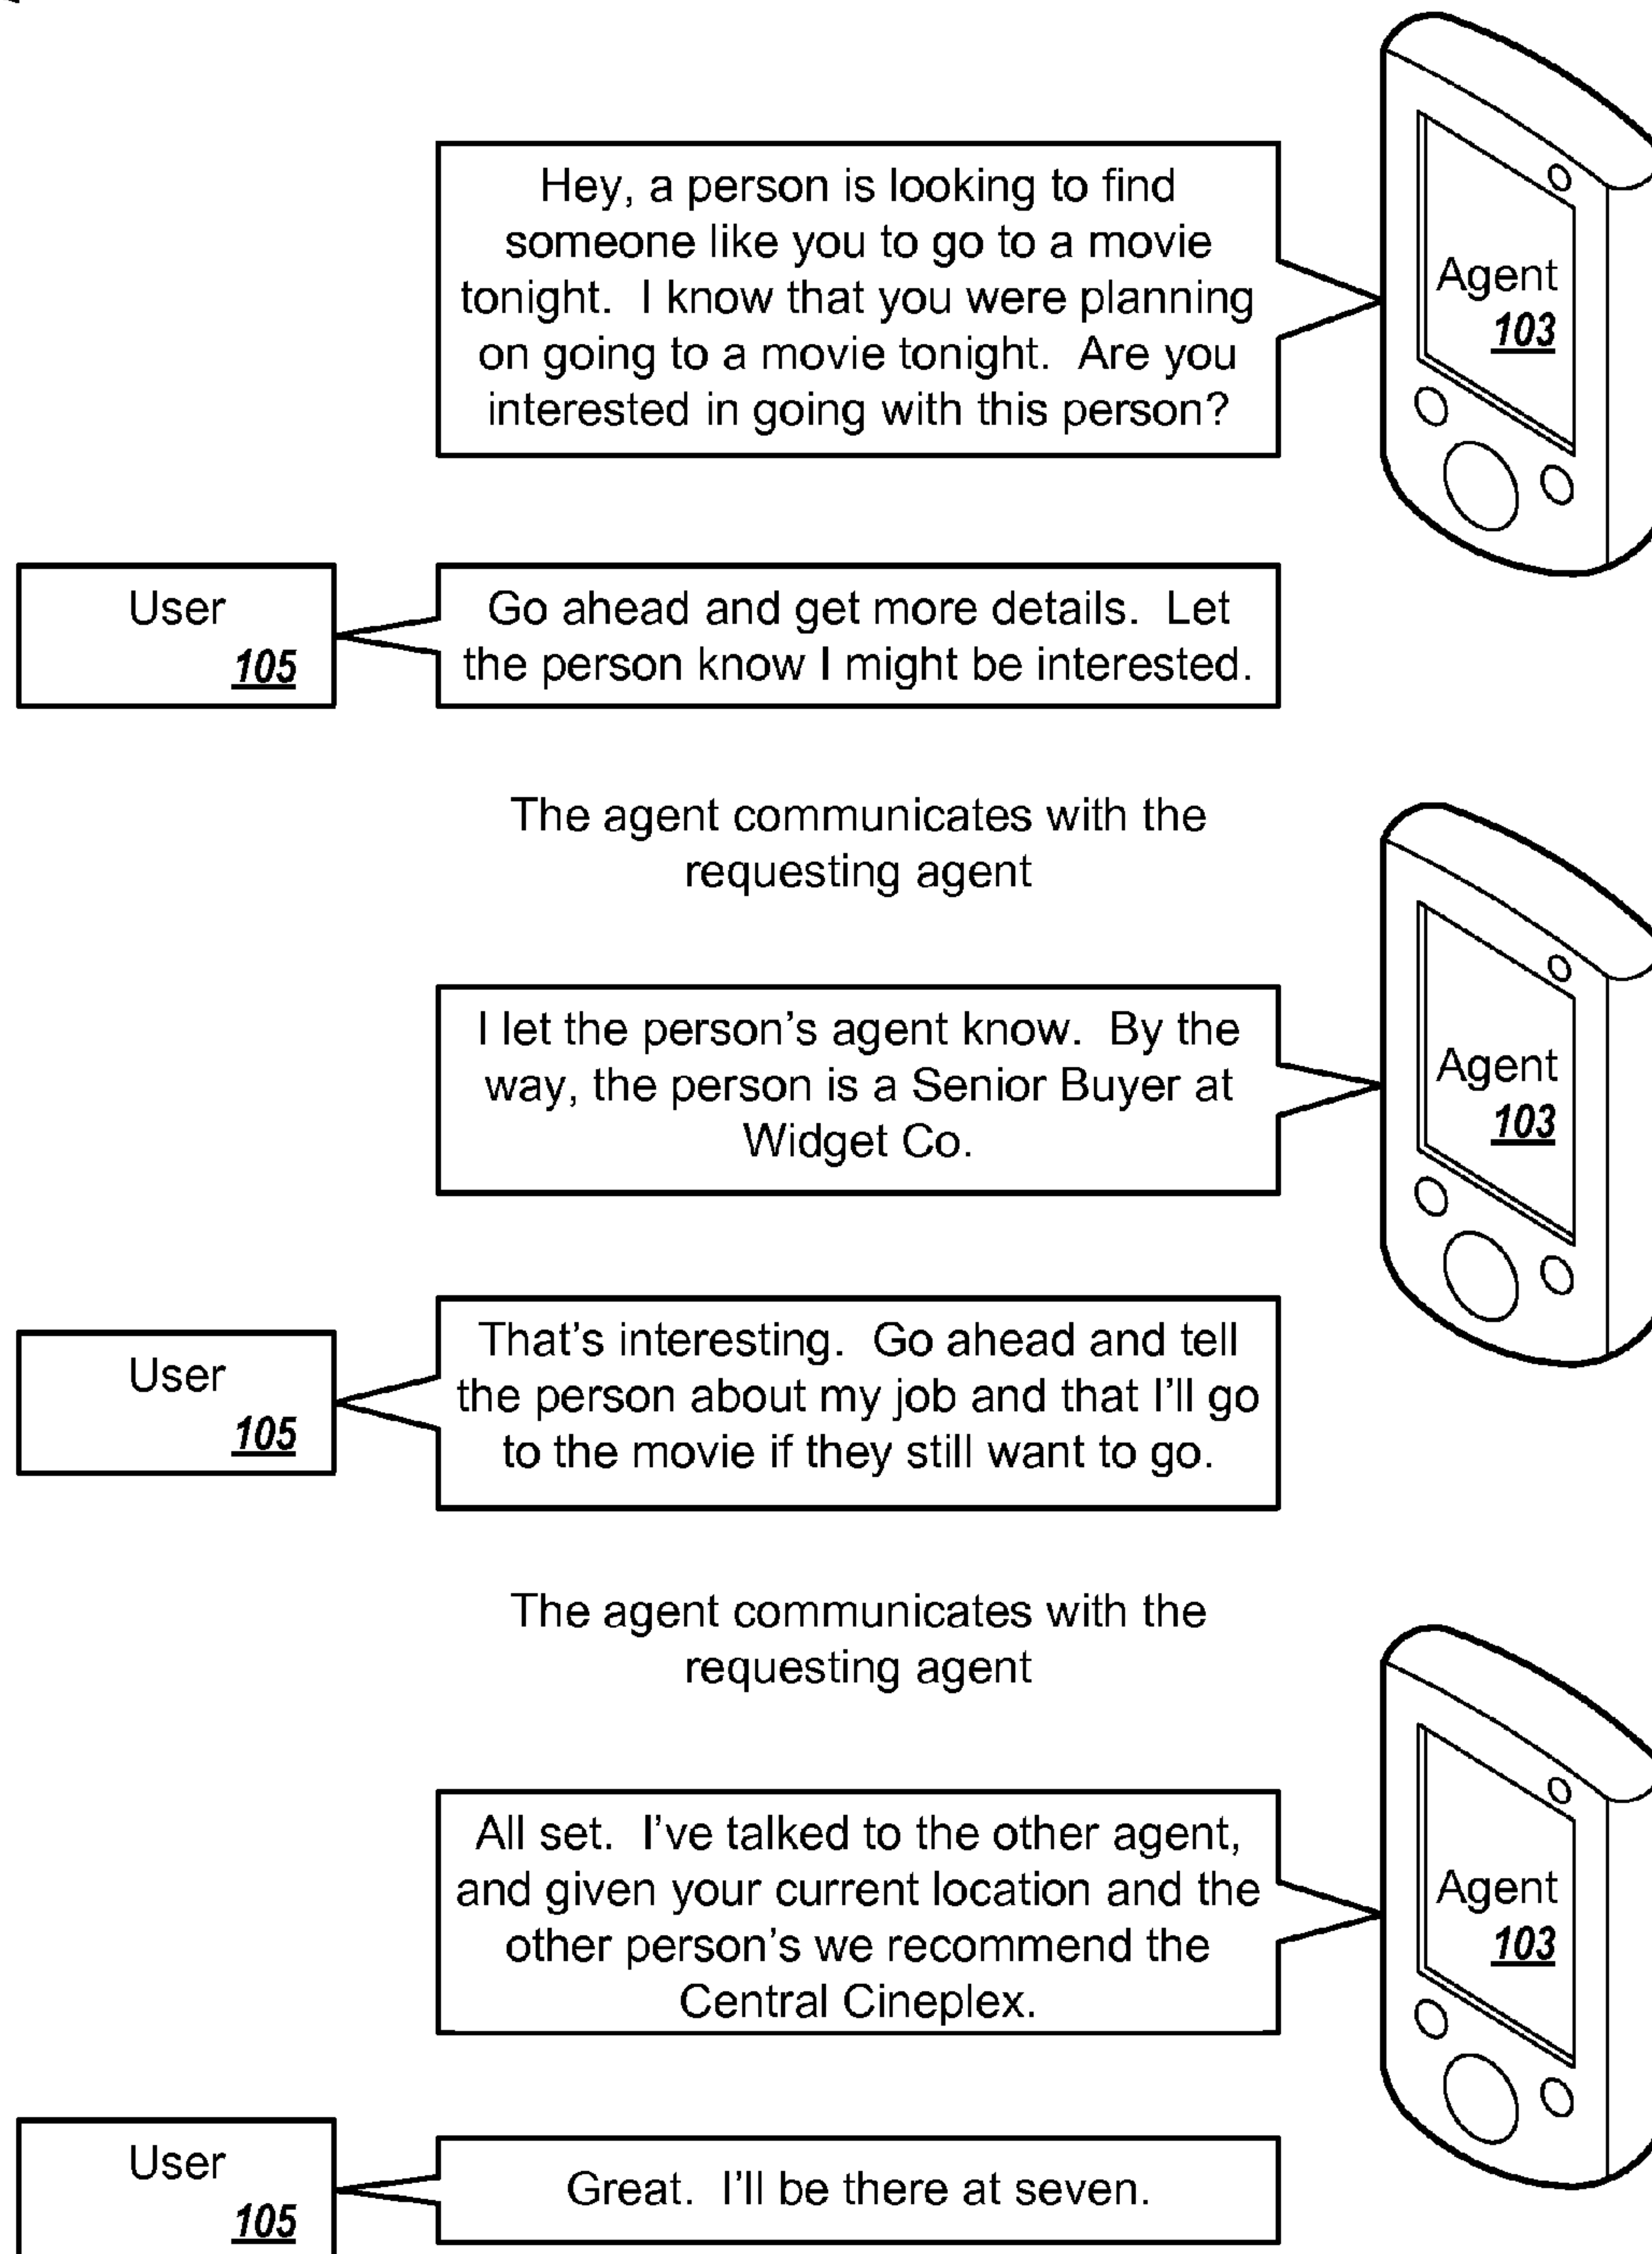 Hey, a person is looking to find
someone like you to go to a movie
tonight.  I know that you were planning
on going to a movie tonight.  Are you
interested in going with this person?
Agent
103
User
105
Go ahead and get more details.  Let
the person know I might be interested.
The agent communicates with the
requesting agent
I let the person's agent know.  By the
way, the person is a Senior Buyer at
Widget Co.
Agent
103
User
105
That's interesting.  Go ahead and tell
the person about my job and that I'll go
to the movie if they still want to go.
The agent communicates with the
requesting agent
All set.  I've talked to the other agent,
and given your current location and the
other person's we recommend the
Central Cineplex.
Agent
103
User
105
Great.  I'll be there at seven.